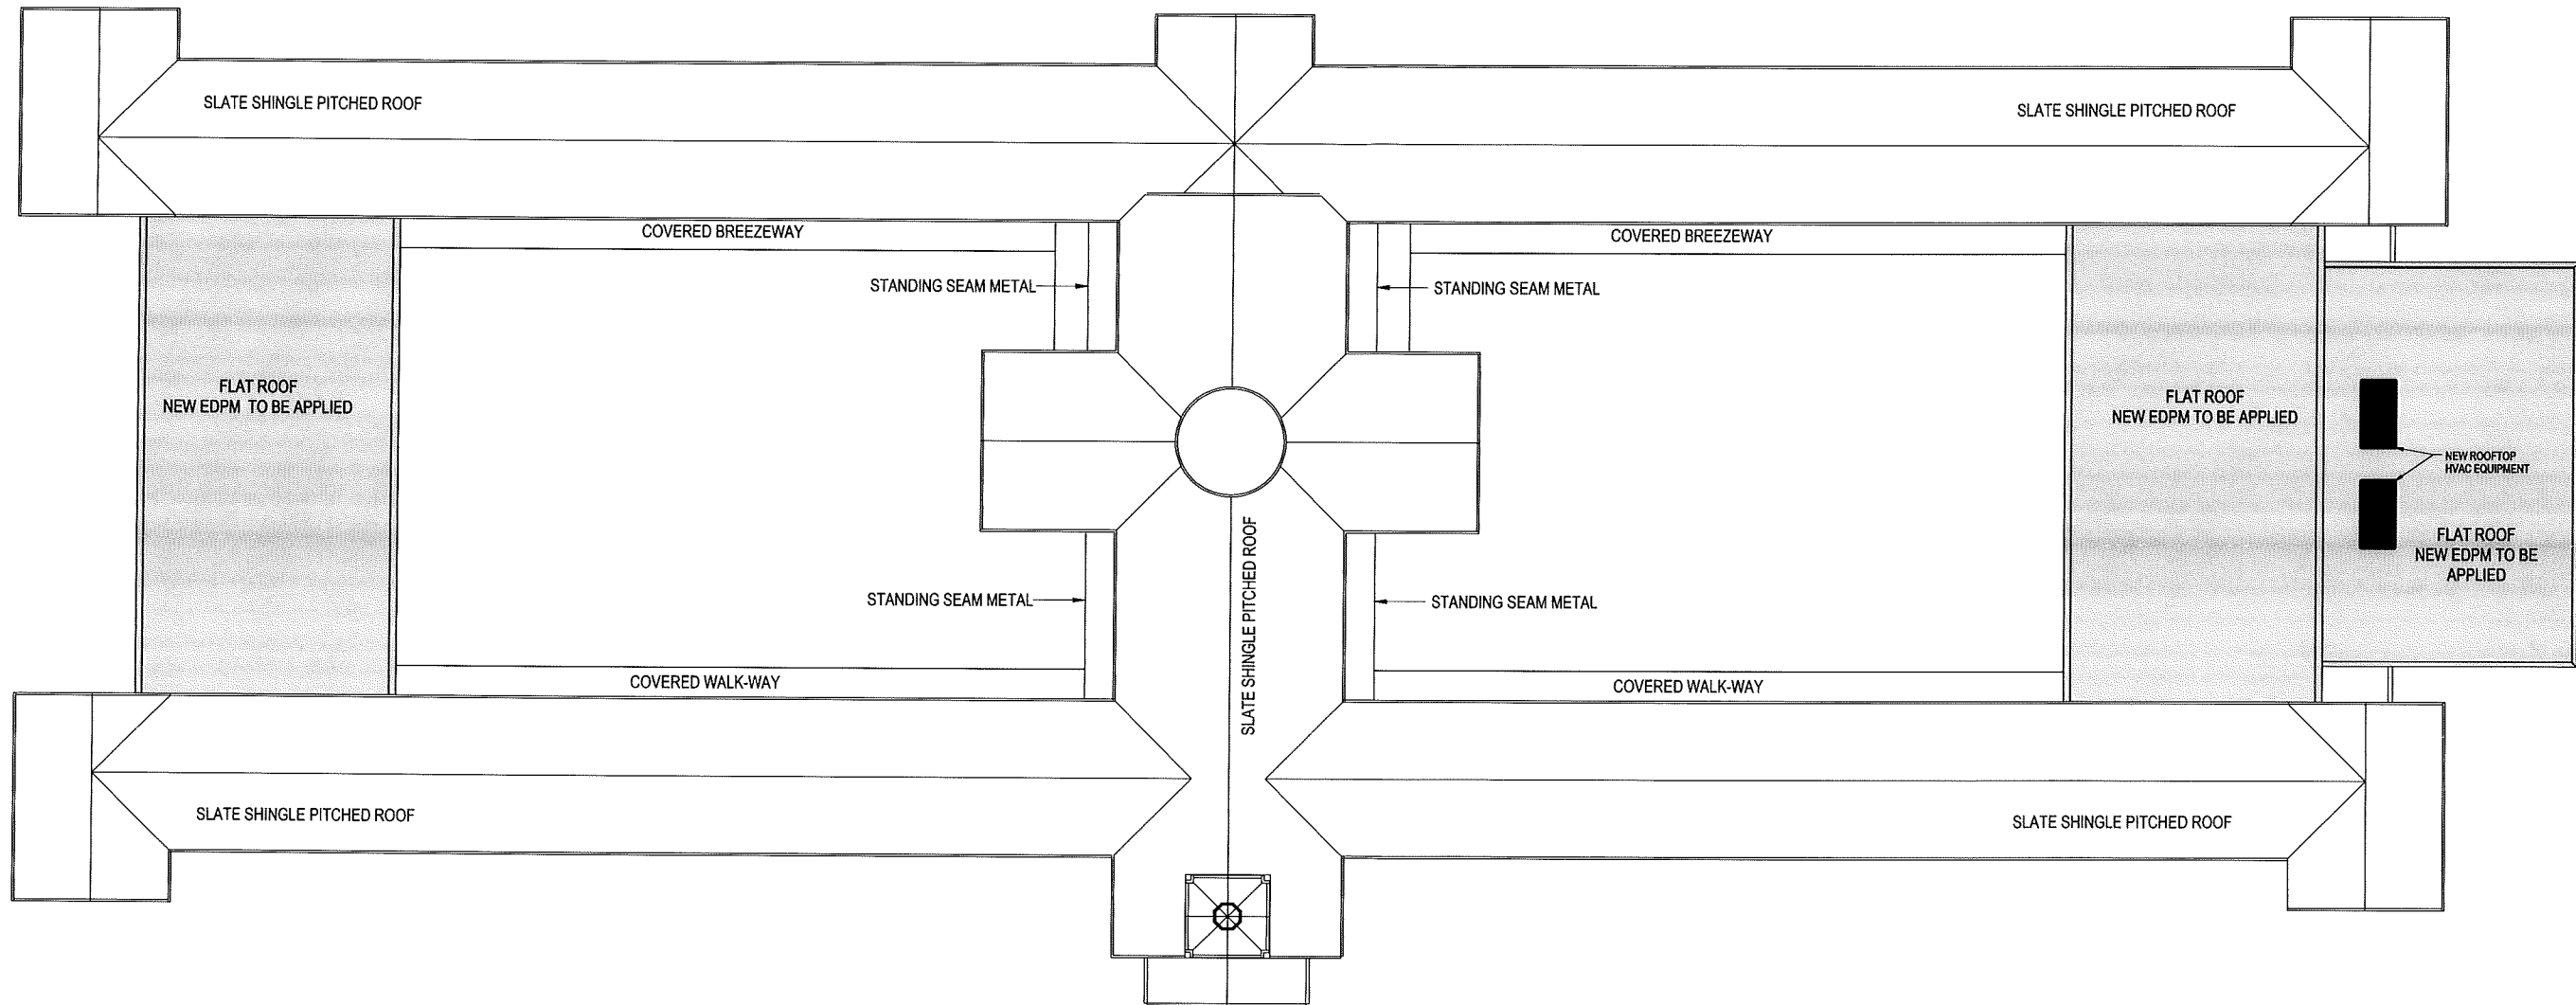 SLATE SHINGLE PITCHED ROOF
SLATE SHINGLE PITCHED ROOF
COVERED BREEZEWAY
COVERED BREEZEWAY
STANDING SEAM METAL
STANDING SEAM METAL
FLAT ROOF
NEW EDPM TO BE APPLIED
FLAT ROOF
NEW EDPM TO BE APPLIED
NEW ROOFTOP
HVAC EQUIPMENT
FLAT ROOF
NEW EDPM TO BE
APPLIED
STANDING SEAM METAL
SLATE SHINGLE PITCHED ROOF
STANDING SEAM METAL
COVERED WALK-WAY
COVERED WALK-WAY
SLATE SHINGLE PITCHED ROOF
SLATE SHINGLE PITCHED ROOF